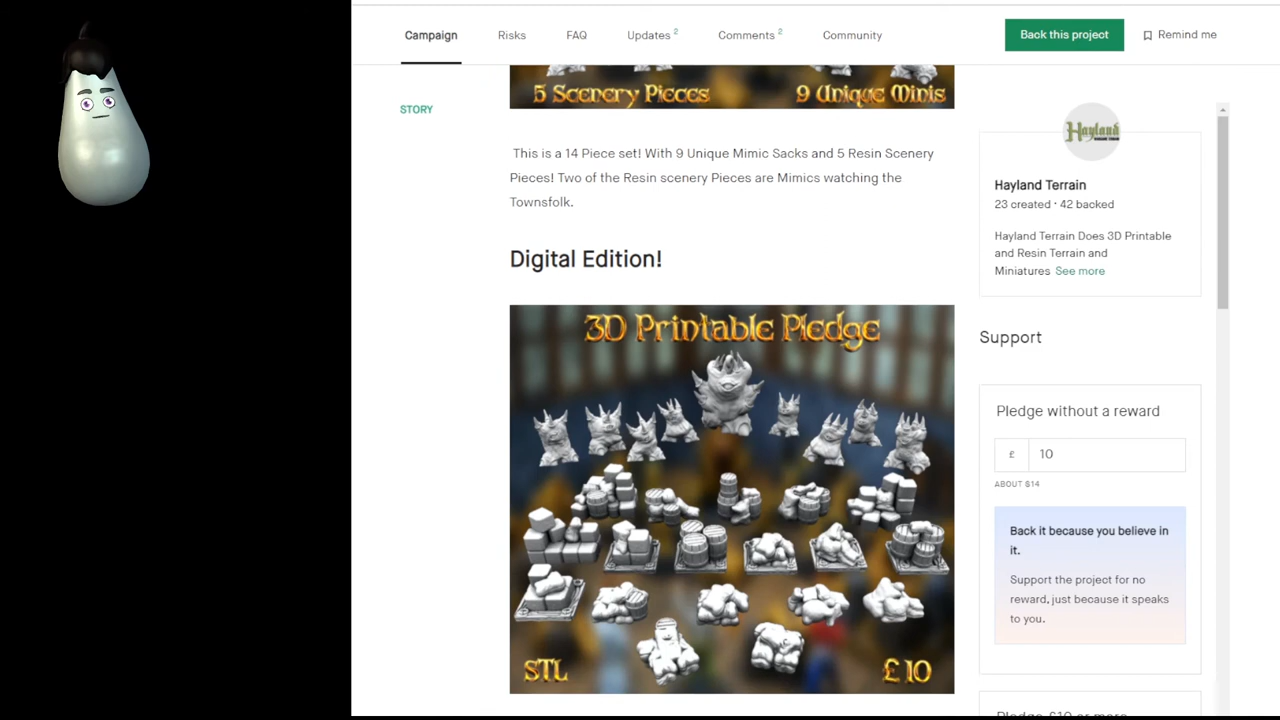 Campaign
Risks
FAQ
Updates 2
Comments 2
Community
Back this project
Remind me
STORY
5 Scenery Pieces
9 Unique Minis
This is a 14 Piece set! With 9 Unique Mimic Sacks and 5 Resin Scenery
Pieces! Two of the Resin scenery Pieces are Mimics watching the
Townsfolk.
Digital Edition!
3D Printable Pledge
STL
£10
Hayland
Hayland Terrain
23 created · 42 backed
Hayland Terrain Does 3D Printable
and Resin Terrain and
Miniatures See more
Support
Pledge without a reward
£ 10
ABOUT $14
Back it because you believe in
it.
Support the project for no
reward, just because it speaks
to you.
Pledge £10 or more